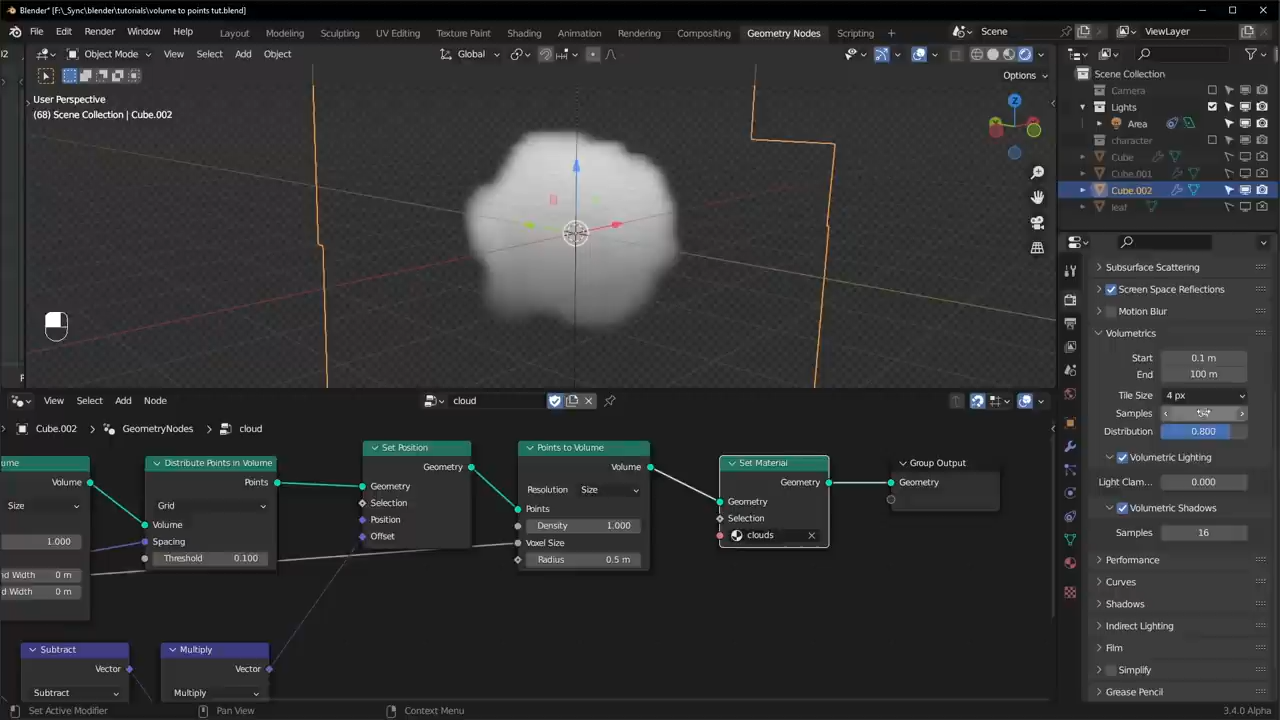 Blender* [F:\_Sync\blender\tutorials\volume to points tut.blend]
File Edit Render Window Help Layout Modeling Sculpting UV Editing Texture Paint Shading Animation Rendering Compositing Geometry Nodes Scripting + Scene ViewLayer
Object Mode View Select Add Object Global
Options
User Perspective
(68) Scene Collection | Cube.002
Z
Scene Collection
Camera
Lights
Area
character
Cube
Cube.001
Cube.002
leaf
Subsurface Scattering
Screen Space Reflections
Motion Blur
Volumetrics
Start 0.1 m
End 100 m
Tile Size 4 px
Samples
Distribution 0.800
Volumetric Lighting
Light Clam... 0.000
Volumetric Shadows
Samples 16
Performance
Curves
Shadows
Indirect Lighting
Film
Simplify
Grease Pencil
View Select Add Node cloud
Cube.002 > GeometryNodes > cloud
ume
Volume
Size
1.000
nd Width 0 m
nd Width 0 m
Distribute Points in Volume
Points
Grid
Volume
Spacing
Threshold 0.100
Set Position
Geometry
Geometry
Selection
Position
Offset
Points to Volume
Volume
Resolution Size
Points
Density 1.000
Voxel Size
Radius 0.5 m
Set Material
Geometry
Geometry
Selection
clouds
Group Output
Geometry
Subtract
Vector
Subtract
Multiply
Vector
Multiply
Set Active Modifier Pan View Context Menu 3.4.0 Alpha